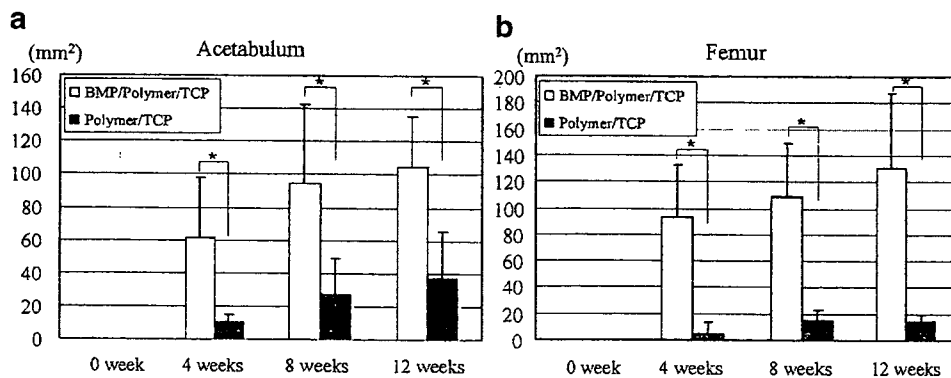 a
Acetabulum
(mm²)
160
140
120
100
80
60
40
20
0
BMP/Polymer/TCP
Polymer/TCP
*
*
*
0 week
4 weeks
8 weeks
12 weeks
b
Femur
(mm²)
200
180
160
140
120
100
80
60
40
20
0
BMP/Polymer/TCP
Polymer/TCP
*
*
*
0 week
4 weeks
8 weeks
12 weeks